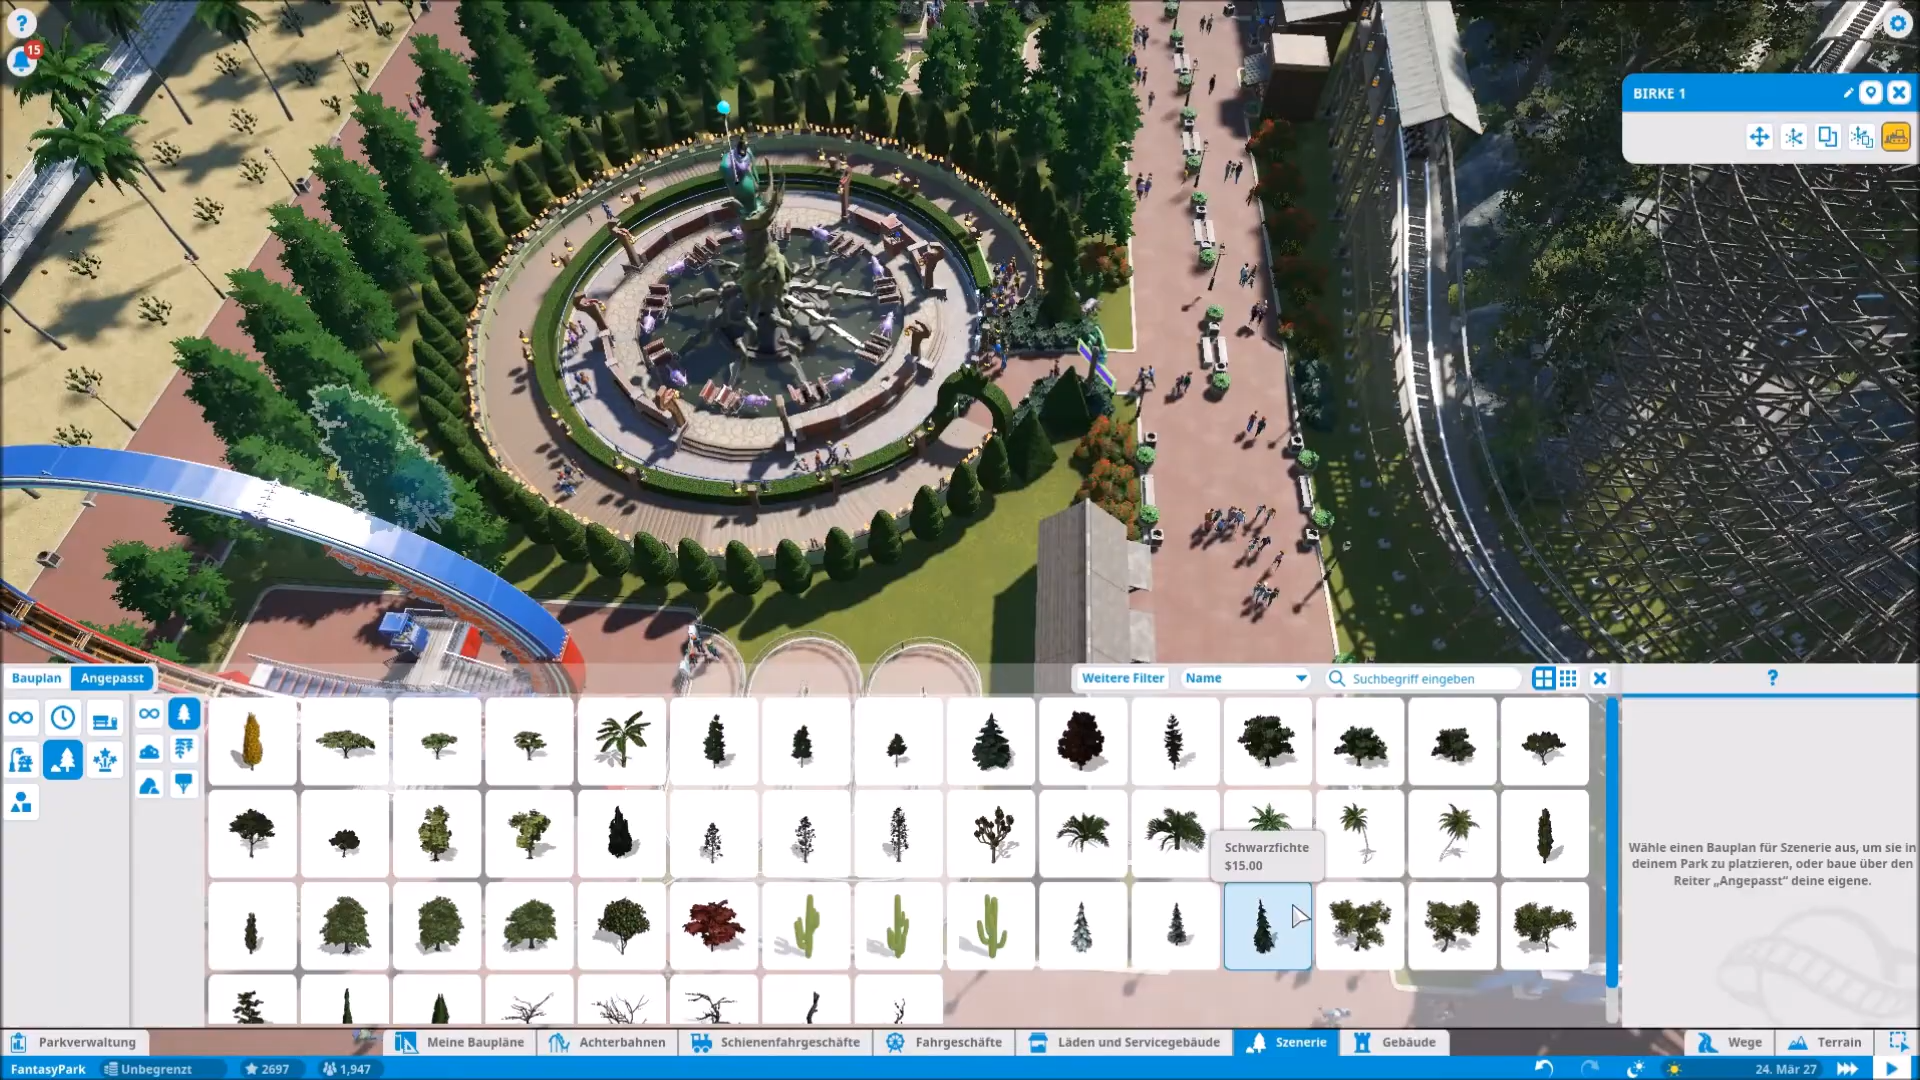 ?
15
BIRKE 1
Bauplan
Angepasst
Weitere Filter
Name
Suchbegriff eingeben
?
Schwarzfichte
$15.00
Wähle einen Bauplan für Szenerie aus, um sie in
deinem Park zu platzieren, oder baue über den
Reiter „Angepasst“ deine eigene.
Parkverwaltung
Meine Baupläne
Achterbahnen
Schienenfahrgeschäfte
Fahrgeschäfte
Läden und Servicegebäude
Szenerie
Gebäude
Wege
Terrain
FantasyPark
Unbegrenzt
2697
1,947
24. Mär 27